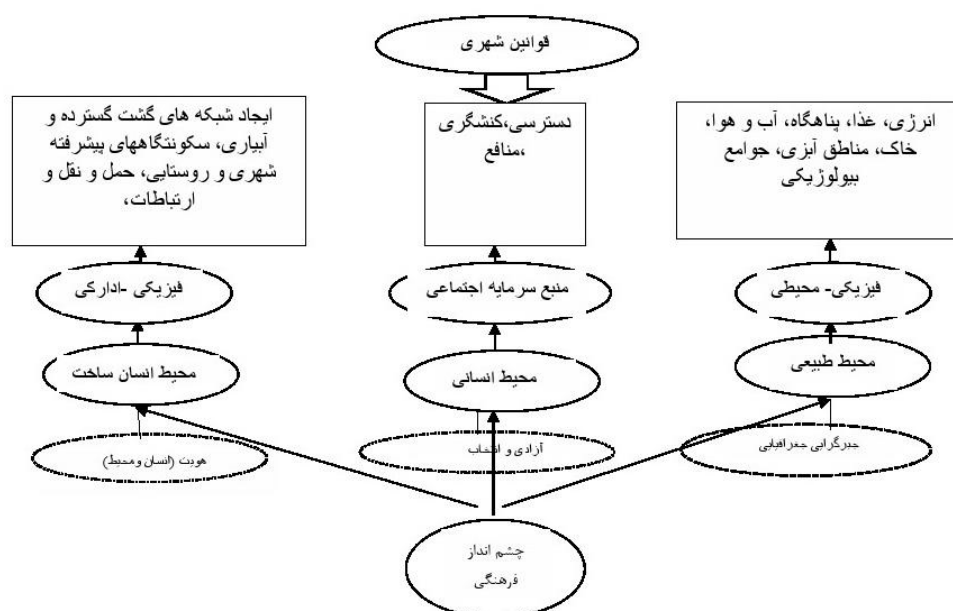 قوانین شهری
انرژی، غذا، پناهگاه، آب و هوا،
خاک، مناطق آبزی، جوامع
بیولوژیکی
دسترسی،کنشگری
،منافع
ایجاد شبکه های گشت گسترده و
آبیاری، سکونتگاههای پیشرفته
شهری و روستایی، حمل و نقل و
ارتباطات،
فیزیکی- محیطی
منبع سرمایه اجتماعی
فیزیکی -ادارکی
محیط طبیعی
محیط انسانی
محیط انسان ساخت
جبرگرایی جغرافیایی
آزادی و انتخاب
هویت (انسان ومحیط)
چشم انداز
فرهنگی